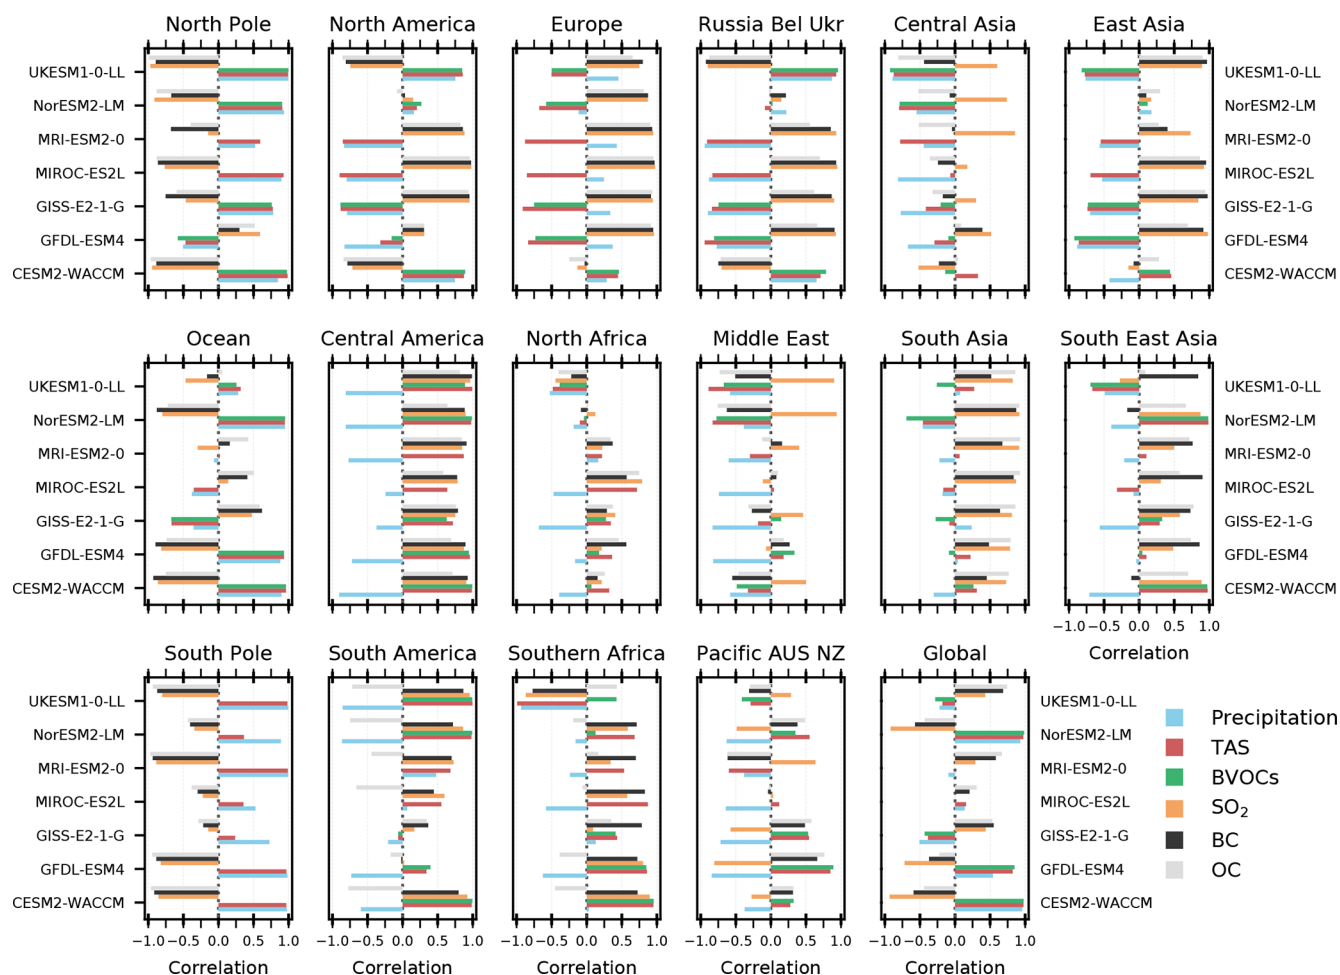 North Pole North America Europe Russia Bel Ukr Central Asia East Asia
UKESM1-0-LL UKESM1-0-LL
NorESM2-LM NorESM2-LM
MRI-ESM2-0 MRI-ESM2-0
MIROC-ES2L MIROC-ES2L
GISS-E2-1-G GISS-E2-1-G
GFDL-ESM4 GFDL-ESM4
CESM2-WACCM CESM2-WACCM
Ocean Central America North Africa Middle East South Asia South East Asia
UKESM1-0-LL UKESM1-0-LL
NorESM2-LM NorESM2-LM
MRI-ESM2-0 MRI-ESM2-0
MIROC-ES2L MIROC-ES2L
GISS-E2-1-G GISS-E2-1-G
GFDL-ESM4 GFDL-ESM4
CESM2-WACCM CESM2-WACCM
−1.0 −0.5 0.0 0.5 1.0
Correlation
South Pole South America Southern Africa Pacific AUS NZ Global
UKESM1-0-LL UKESM1-0-LL
NorESM2-LM NorESM2-LM
MRI-ESM2-0 MRI-ESM2-0
MIROC-ES2L MIROC-ES2L
GISS-E2-1-G GISS-E2-1-G
GFDL-ESM4 GFDL-ESM4
CESM2-WACCM CESM2-WACCM
Precipitation
TAS
BVOCs
SO₂
BC
OC
−1.0 −0.5 0.0 0.5 1.0 −1.0 −0.5 0.0 0.5 1.0 −1.0 −0.5 0.0 0.5 1.0 −1.0 −0.5 0.0 0.5 1.0 −1.0 −0.5 0.0 0.5 1.0
Correlation Correlation Correlation Correlation Correlation